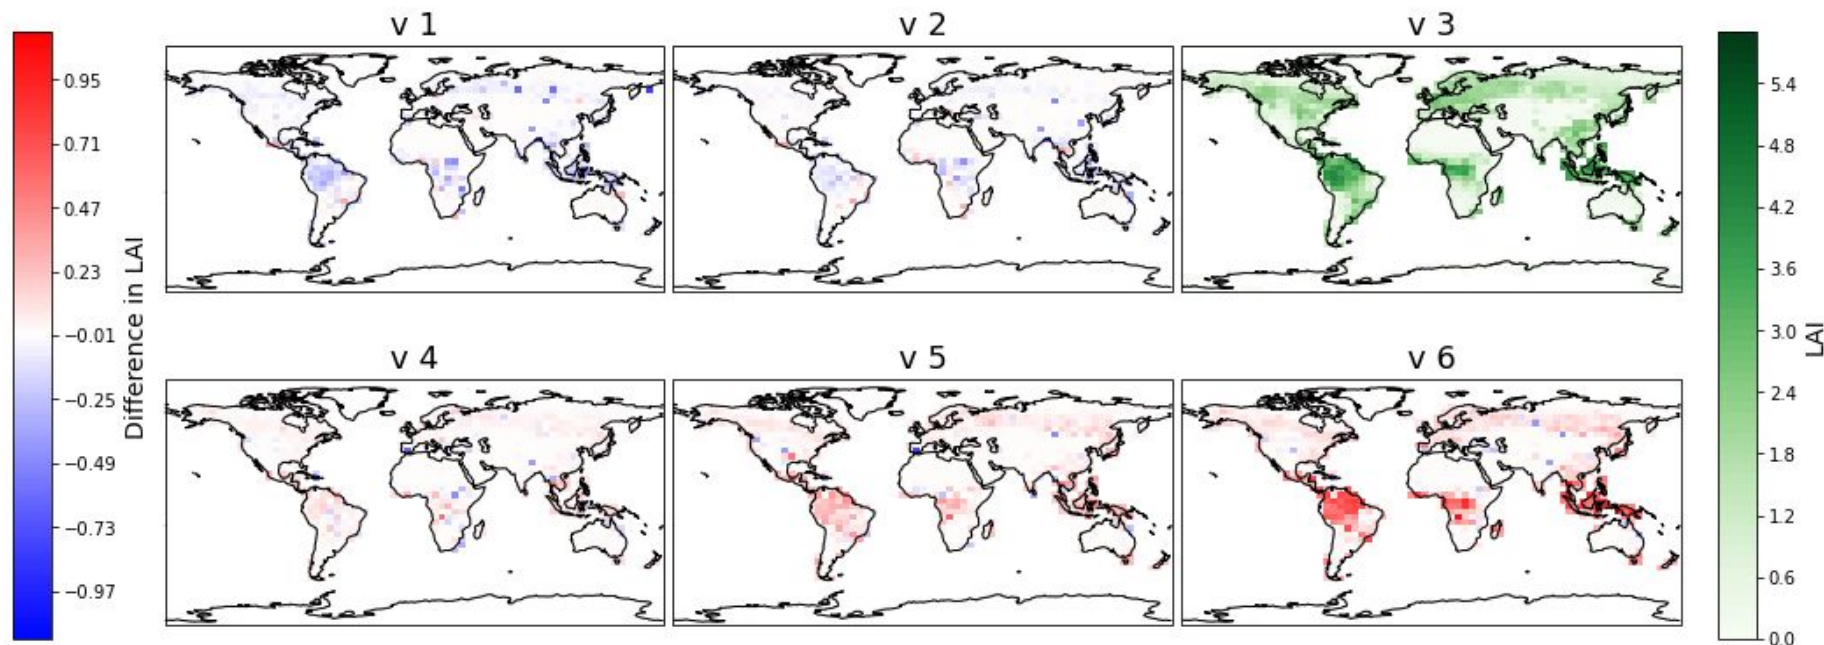 v 1
v 2
v 3
0.95
0.71
0.47
0.23
−0.01
−0.25
−0.49
−0.73
−0.97
Difference in LAI
5.4
4.8
4.2
3.6
3.0
2.4
1.8
1.2
0.6
0.0
LAI
v 4
v 5
v 6